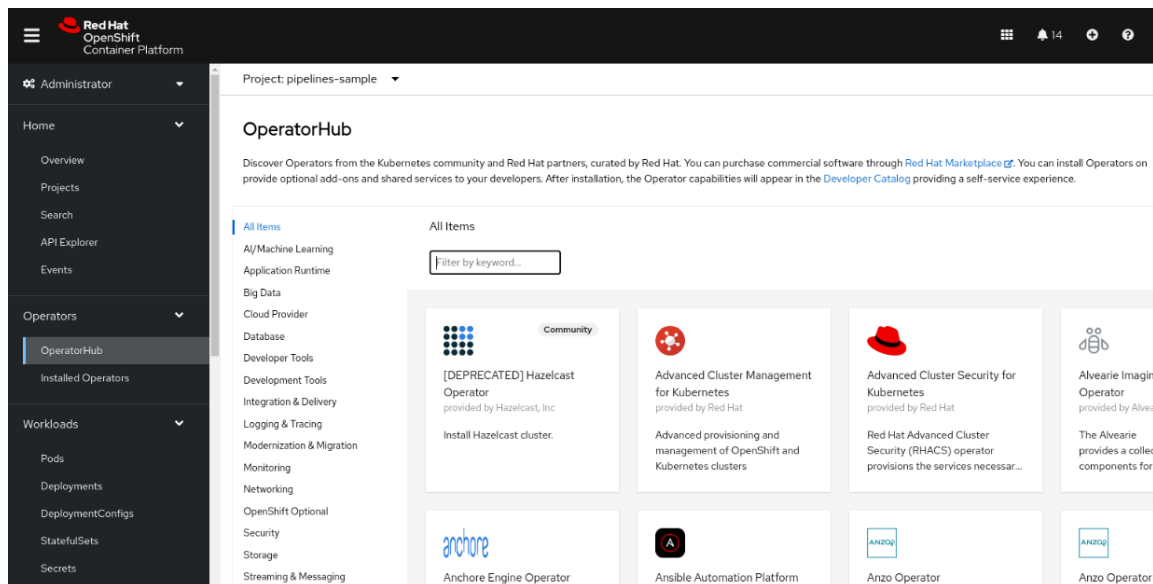 Red Hat
OpenShift
Container Platform
14
Administrator
Home
Overview
Projects
Search
API Explorer
Events
Operators
OperatorHub
Installed Operators
Workloads
Pods
Deployments
DeploymentConfigs
StatefulSets
Secrets
Project: pipelines-sample
OperatorHub
Discover Operators from the Kubernetes community and Red Hat partners, curated by Red Hat. You can purchase commercial software through Red Hat Marketplace. You can install Operators on
provide optional add-ons and shared services to your developers. After installation, the Operator capabilities will appear in the Developer Catalog providing a self-service experience.
All Items
AI/Machine Learning
Application Runtime
Big Data
Cloud Provider
Database
Developer Tools
Development Tools
Integration & Delivery
Logging & Tracing
Modernization & Migration
Monitoring
Networking
OpenShift Optional
Security
Storage
Streaming & Messaging
All Items
Filter by keyword...
Community
[DEPRECATED] Hazelcast
Operator
provided by Hazelcast, Inc
Install Hazelcast cluster.
Advanced Cluster Management
for Kubernetes
provided by Red Hat
Advanced provisioning and
management of OpenShift and
Kubernetes clusters
Advanced Cluster Security for
Kubernetes
provided by Red Hat
Red Hat Advanced Cluster
Security (RHACS) operator
provisions the services necessar...
Alvearie Imagin
Operator
provided by Alvea
The Alvearie
provides a collec
components for
anchore
Anchore Engine Operator
A
Ansible Automation Platform
ANZO
Anzo Operator
ANZO
Anzo Operator